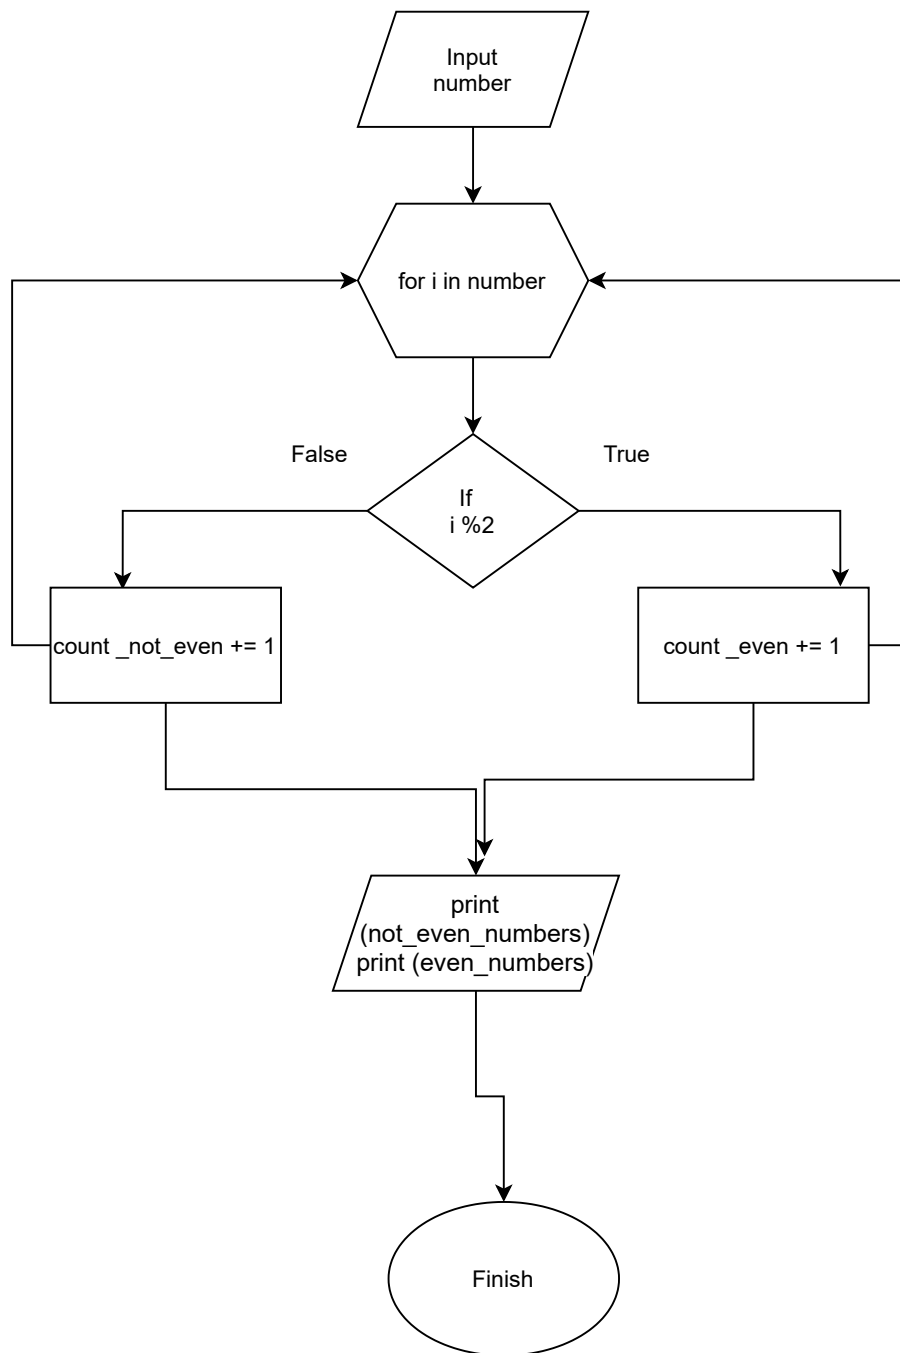 Input
number
for i in number
False
True
If
i %2
count _not_even += 1
count _even += 1
print
(not_even_numbers)
print (even_numbers)
Finish